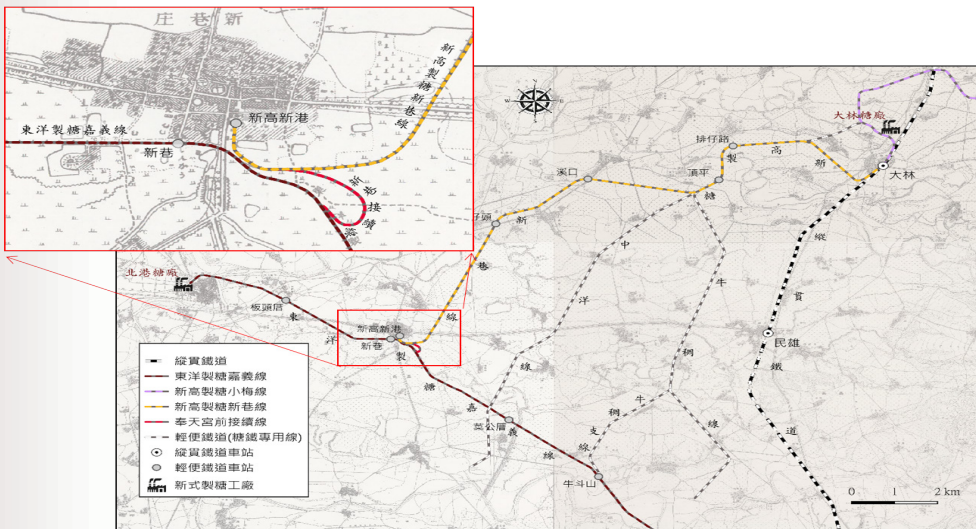 新巷庄
新高製糖新巷線
新高新港
東洋製糖嘉義線
新巷
新巷接續線
大林糖廠
大林
排仔路
頂平
溪口
仔頭
新高製糖新巷線
北港糖廠
板頭厝
新高新港
新巷
東洋製糖嘉義線
菜公厝
牛斗山
中洋線
牛稠線
牛稠支線
縱貫鐵道
民雄
縱貫鐵道
東洋製糖嘉義線
新高製糖小梅線
新高製糖新巷線
奉天宮前接續線
輕便鐵道(糖鐵專用線)
縱貫鐵道車站
輕便鐵道車站
新式製糖工廠
0 1 2 km